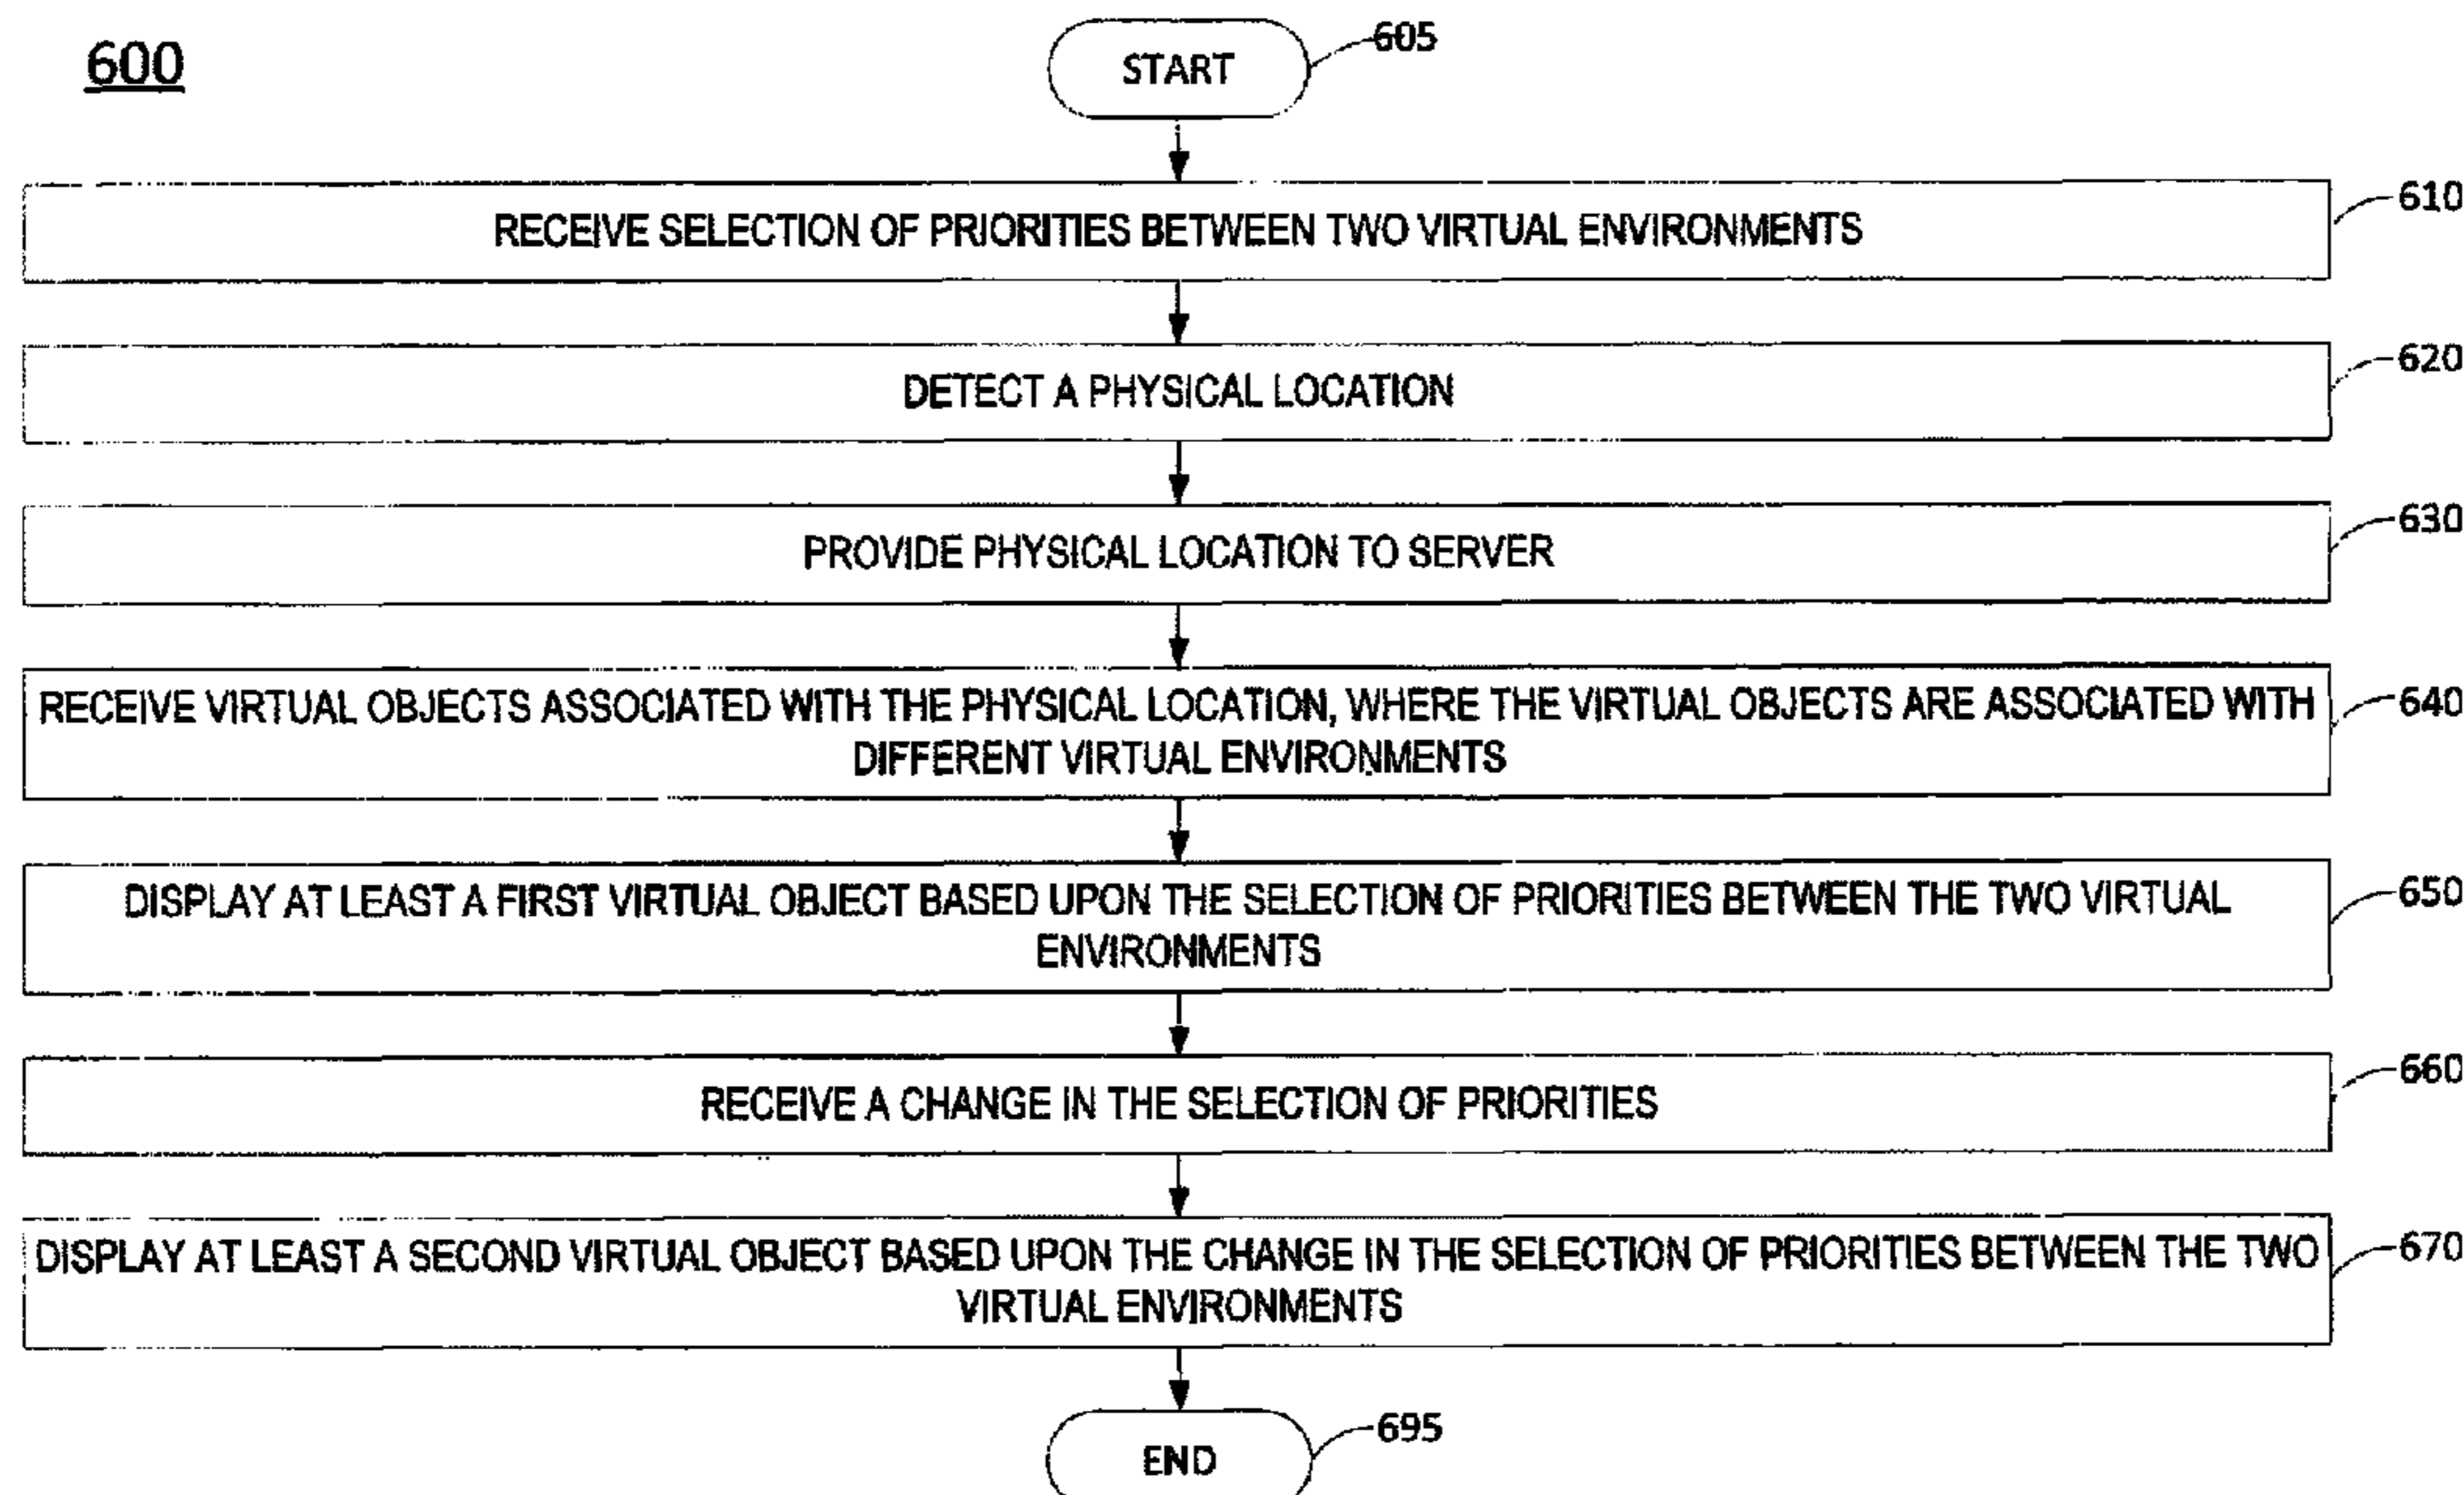 600
START
605
RECEIVE SELECTION OF PRIORITIES BETWEEN TWO VIRTUAL ENVIRONMENTS
610
DETECT A PHYSICAL LOCATION
620
PROVIDE PHYSICAL LOCATION TO SERVER
630
RECEIVE VIRTUAL OBJECTS ASSOCIATED WITH THE PHYSICAL LOCATION, WHERE THE VIRTUAL OBJECTS ARE ASSOCIATED WITH
DIFFERENT VIRTUAL ENVIRONMENTS
640
DISPLAY AT LEAST A FIRST VIRTUAL OBJECT BASED UPON THE SELECTION OF PRIORITIES BETWEEN THE TWO VIRTUAL
ENVIRONMENTS
650
RECEIVE A CHANGE IN THE SELECTION OF PRIORITIES
660
DISPLAY AT LEAST A SECOND VIRTUAL OBJECT BASED UPON THE CHANGE IN THE SELECTION OF PRIORITIES BETWEEN THE TWO
VIRTUAL ENVIRONMENTS
670
END
695